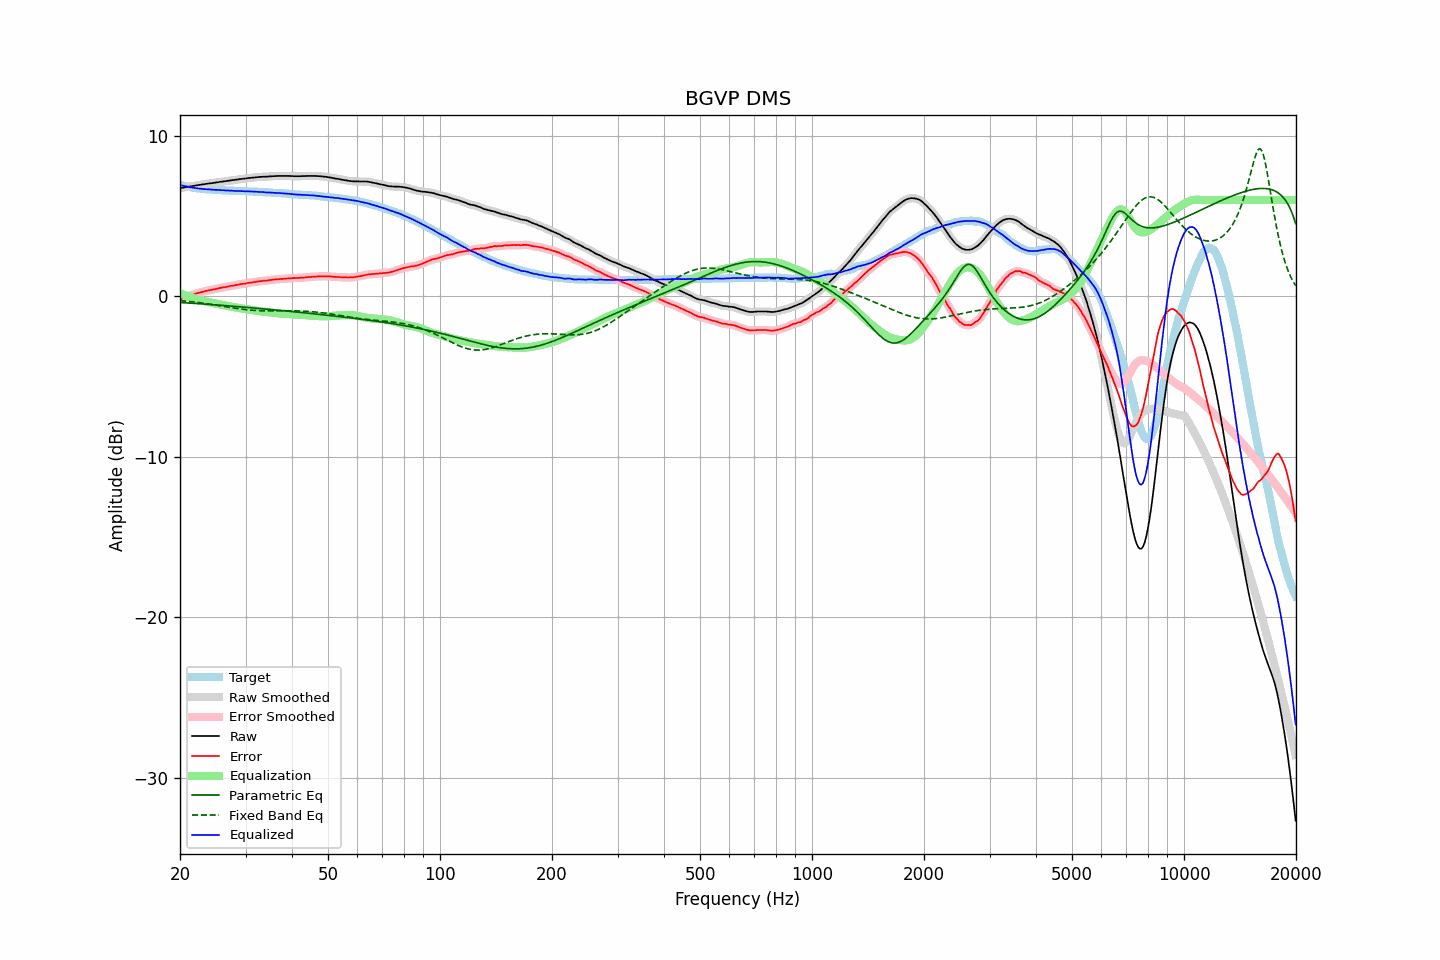 BGVP DMS
10
0
−10
−20
−30
Amplitude (dBr)
20
50
100
200
500
1000
2000
5000
10000
20000
Frequency (Hz)
Target
Raw Smoothed
Error Smoothed
Raw
Error
Equalization
Parametric Eq
Fixed Band Eq
Equalized